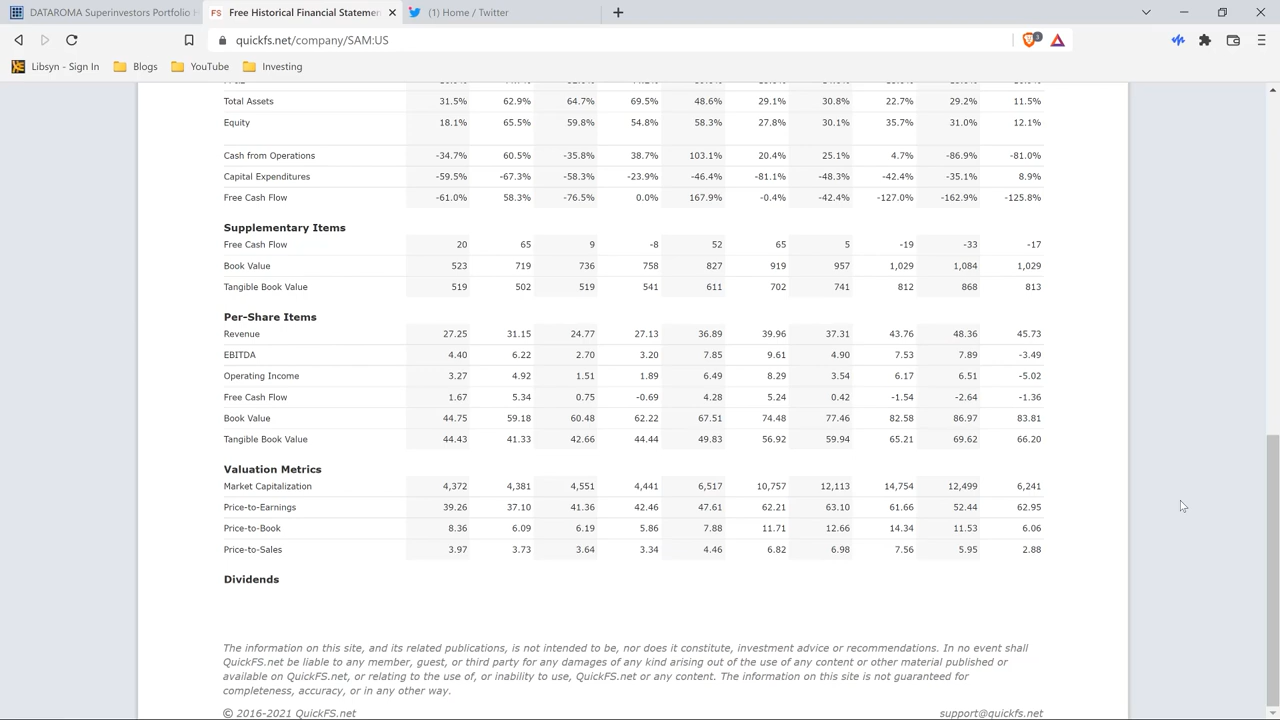 DATAROMA Superinvestors Portfolio
Free Historical Financial Statemen
(1) Home / Twitter
quickfs.net/company/SAM:US
Libsyn - Sign In Blogs YouTube Investing
Total Assets 31.5% 62.9% 64.7% 69.5% 48.6% 29.1% 30.8% 22.7% 29.2% 11.5%
Equity 18.1% 65.5% 59.8% 54.8% 58.3% 27.8% 30.1% 35.7% 31.0% 12.1%
Cash from Operations -34.7% 60.5% -35.8% 38.7% 103.1% 20.4% 25.1% 4.7% -86.9% -81.0%
Capital Expenditures -59.5% -67.3% -58.3% -23.9% -46.4% -81.1% -48.3% -42.4% -35.1% 8.9%
Free Cash Flow -61.0% 58.3% -76.5% 0.0% 167.9% -0.4% -42.4% -127.0% -162.9% -125.8%
Supplementary Items
Free Cash Flow 20 65 9 -8 52 65 5 -19 -33 -17
Book Value 523 719 736 758 827 919 957 1,029 1,084 1,029
Tangible Book Value 519 502 519 541 611 702 741 812 868 813
Per-Share Items
Revenue 27.25 31.15 24.77 27.13 36.89 39.96 37.31 43.76 48.36 45.73
EBITDA 4.40 6.22 2.70 3.20 7.85 9.61 4.90 7.53 7.89 -3.49
Operating Income 3.27 4.92 1.51 1.89 6.49 8.29 3.54 6.17 6.51 -5.02
Free Cash Flow 1.67 5.34 0.75 -0.69 4.28 5.24 0.42 -1.54 -2.64 -1.36
Book Value 44.75 59.18 60.48 62.22 67.51 74.48 77.46 82.58 86.97 83.81
Tangible Book Value 44.43 41.33 42.66 44.44 49.83 56.92 59.94 65.21 69.62 66.20
Valuation Metrics
Market Capitalization 4,372 4,381 4,551 4,441 6,517 10,757 12,113 14,754 12,499 6,241
Price-to-Earnings 39.26 37.10 41.36 42.46 47.61 62.21 63.10 61.66 52.44 62.95
Price-to-Book 8.36 6.09 6.19 5.86 7.88 11.71 12.66 14.34 11.53 6.06
Price-to-Sales 3.97 3.73 3.64 3.34 4.46 6.82 6.98 7.56 5.95 2.88
Dividends
The information on this site, and its related publications, is not intended to be, nor does it constitute, investment advice or recommendations. In no event shall
QuickFS.net be liable to any member, guest, or third party for any damages of any kind arising out of the use of any content or other material published or
available on QuickFS.net, or relating to the use of, or inability to use, QuickFS.net or any content. The information on this site is not guaranteed for
completeness, accuracy, or in any other way.
© 2016-2021 QuickFS.net support@quickfs.net